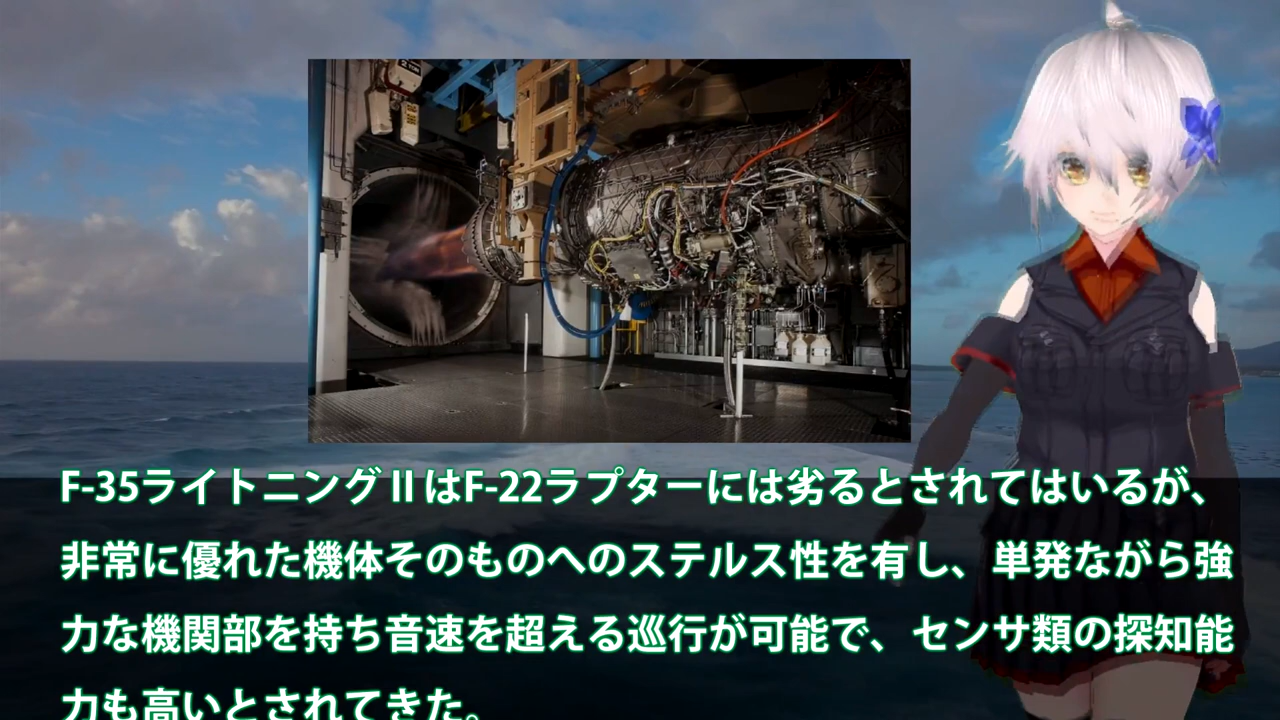 F-35ライトニングⅡはF-22ラプターには劣るとされてはいるが、
非常に優れた機体そのものへのステルス性を有し、単発ながら強
力な機関部を持ち音速を超える巡行が可能で、センサ類の探知能
力も高いとされてきた。